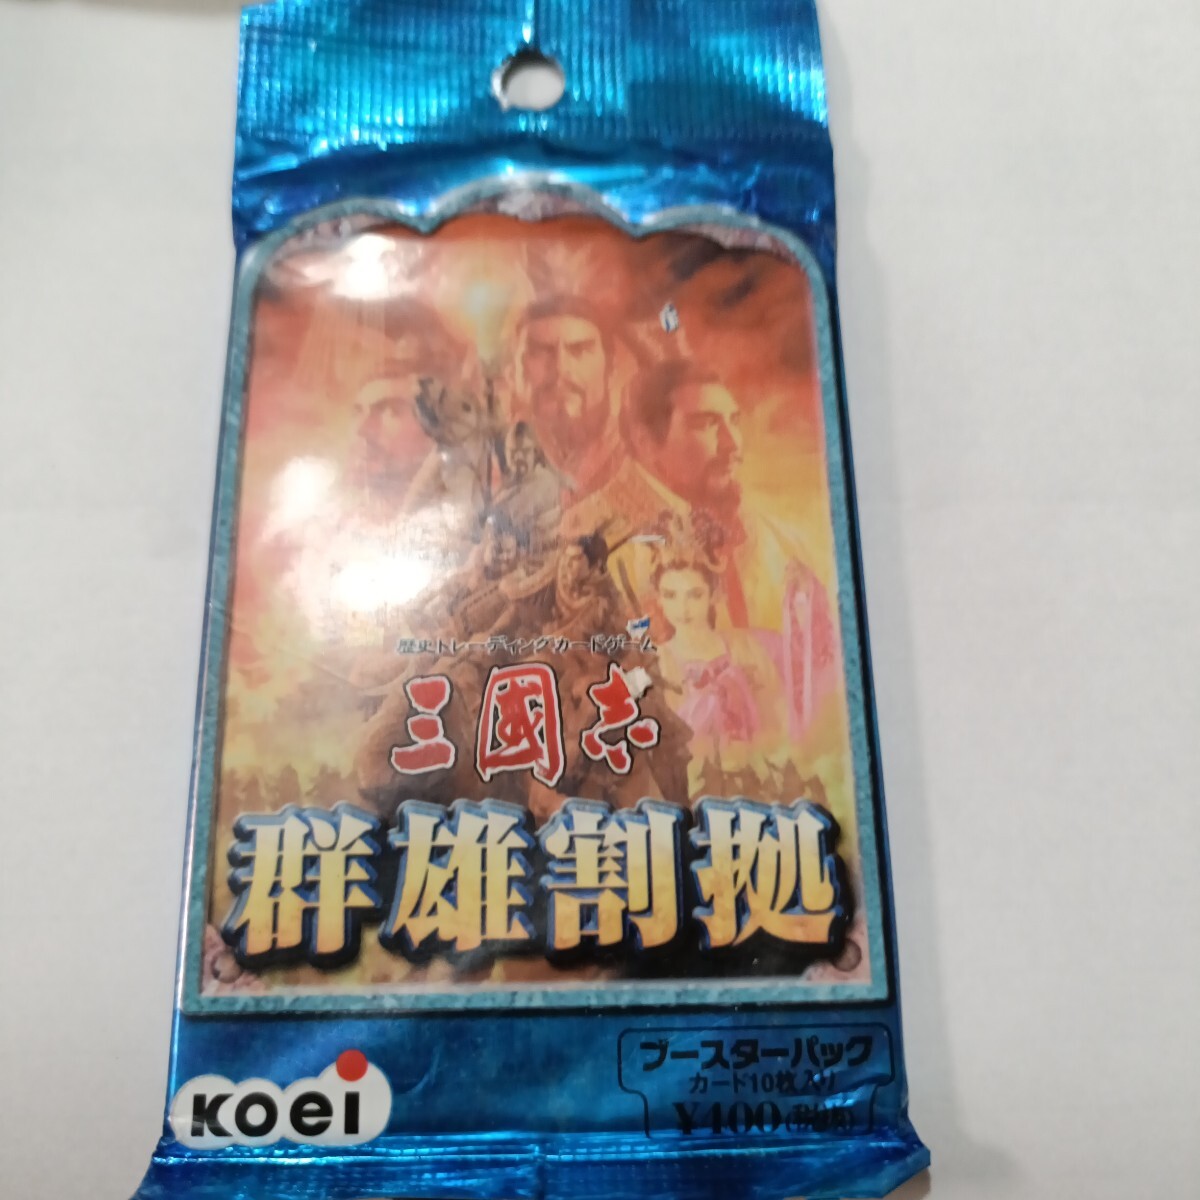 歴史トレーディングカードゲーム
三國志
群雄割拠
ブースターパック
カード10枚入り
¥400
KOEI